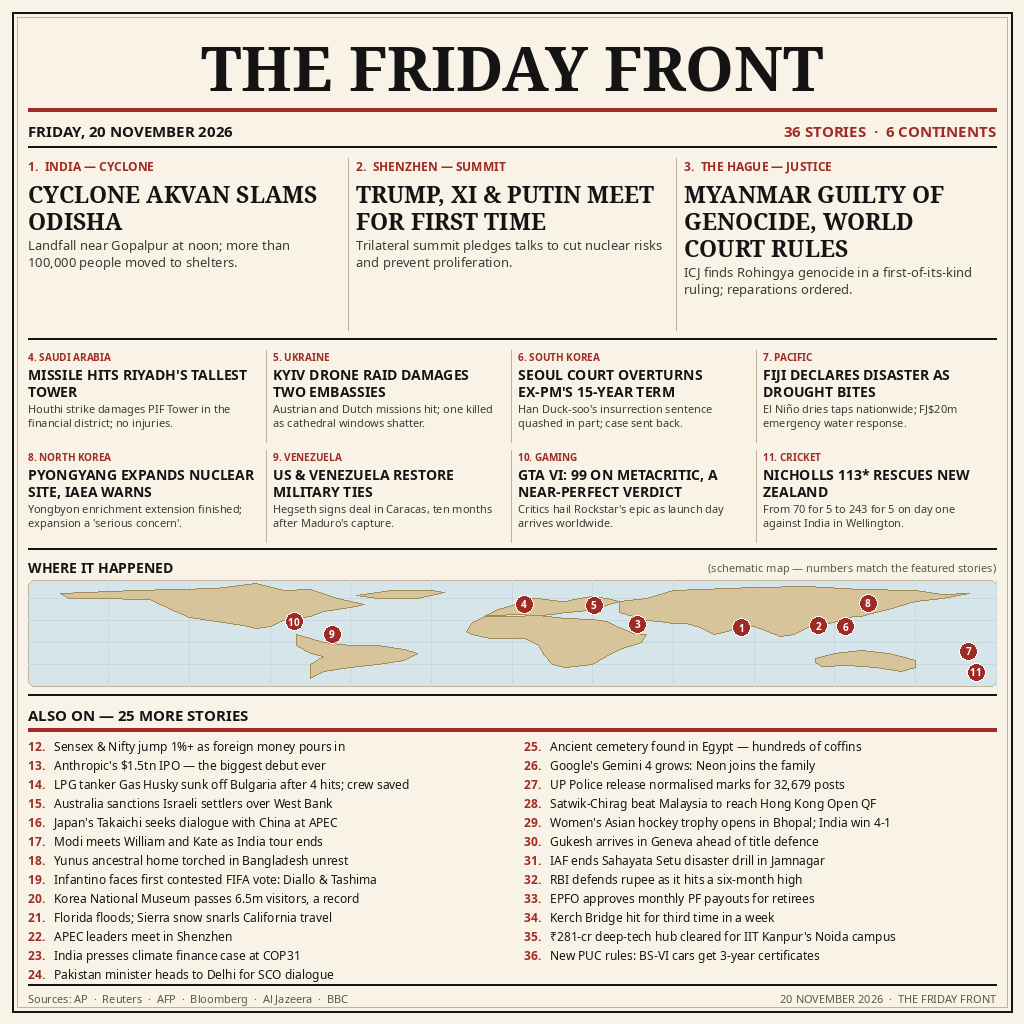 THE FRIDAY FRONT
FRIDAY, 20 NOVEMBER 2026
36 STORIES · 6 CONTINENTS
1. INDIA — CYCLONE
CYCLONE AKVAN SLAMS
ODISHA
Landfall near Gopalpur at noon; more than
100,000 people moved to shelters.
2. SHENZHEN — SUMMIT
TRUMP, XI & PUTIN MEET
FOR FIRST TIME
Trilateral summit pledges talks to cut nuclear risks
and prevent proliferation.
3. THE HAGUE — JUSTICE
MYANMAR GUILTY OF
GENOCIDE, WORLD
COURT RULES
ICJ finds Rohingya genocide in a first-of-its-kind
ruling; reparations ordered.
4. SAUDI ARABIA
MISSILE HITS RIYADH'S TALLEST
TOWER
Houthi strike damages PIF Tower in the
financial district; no injuries.
5. UKRAINE
KYIV DRONE RAID DAMAGES
TWO EMBASSIES
Austrian and Dutch missions hit; one killed
as cathedral windows shatter.
6. SOUTH KOREA
SEOUL COURT OVERTURNS
EX-PM'S 15-YEAR TERM
Han Duck-soo's insurrection sentence
quashed in part; case sent back.
7. PACIFIC
FIJI DECLARES DISASTER AS
DROUGHT BITES
El Niño dries taps nationwide; FJ$20m
emergency water response.
8. NORTH KOREA
PYONGYANG EXPANDS NUCLEAR
SITE, IAEA WARNS
Yongbyon enrichment extension finished;
expansion a 'serious concern'.
9. VENEZUELA
US & VENEZUELA RESTORE
MILITARY TIES
Hegseth signs deal in Caracas, ten months
after Maduro's capture.
10. GAMING
GTA VI: 99 ON METACRITIC, A
NEAR-PERFECT VERDICT
Critics hail Rockstar's epic as launch day
arrives worldwide.
11. CRICKET
NICHOLLS 113* RESCUES NEW
ZEALAND
From 70 for 5 to 243 for 5 on day one
against India in Wellington.
WHERE IT HAPPENED
(schematic map — numbers match the featured stories)
4
5
8
10
9
3
1
2
6
7
11
ALSO ON — 25 MORE STORIES
12. Sensex & Nifty jump 1%+ as foreign money pours in
13. Anthropic's $1.5tn IPO — the biggest debut ever
14. LPG tanker Gas Husky sunk off Bulgaria after 4 hits; crew saved
15. Australia sanctions Israeli settlers over West Bank
16. Japan's Takaichi seeks dialogue with China at APEC
17. Modi meets William and Kate as India tour ends
18. Yunus ancestral home torched in Bangladesh unrest
19. Infantino faces first contested FIFA vote: Diallo & Tashima
20. Korea National Museum passes 6.5m visitors, a record
21. Florida floods; Sierra snow snarls California travel
22. APEC leaders meet in Shenzhen
23. India presses climate finance case at COP31
24. Pakistan minister heads to Delhi for SCO dialogue
25. Ancient cemetery found in Egypt — hundreds of coffins
26. Google's Gemini 4 grows: Neon joins the family
27. UP Police release normalised marks for 32,679 posts
28. Satwik-Chirag beat Malaysia to reach Hong Kong Open QF
29. Women's Asian hockey trophy opens in Bhopal; India win 4-1
30. Gukesh arrives in Geneva ahead of title defence
31. IAF ends Sahayata Setu disaster drill in Jamnagar
32. RBI defends rupee as it hits a six-month high
33. EPFO approves monthly PF payouts for retirees
34. Kerch Bridge hit for third time in a week
35. ₹281-cr deep-tech hub cleared for IIT Kanpur's Noida campus
36. New PUC rules: BS-VI cars get 3-year certificates
Sources: AP · Reuters · AFP · Bloomberg · Al Jazeera · BBC
20 NOVEMBER 2026 · THE FRIDAY FRONT